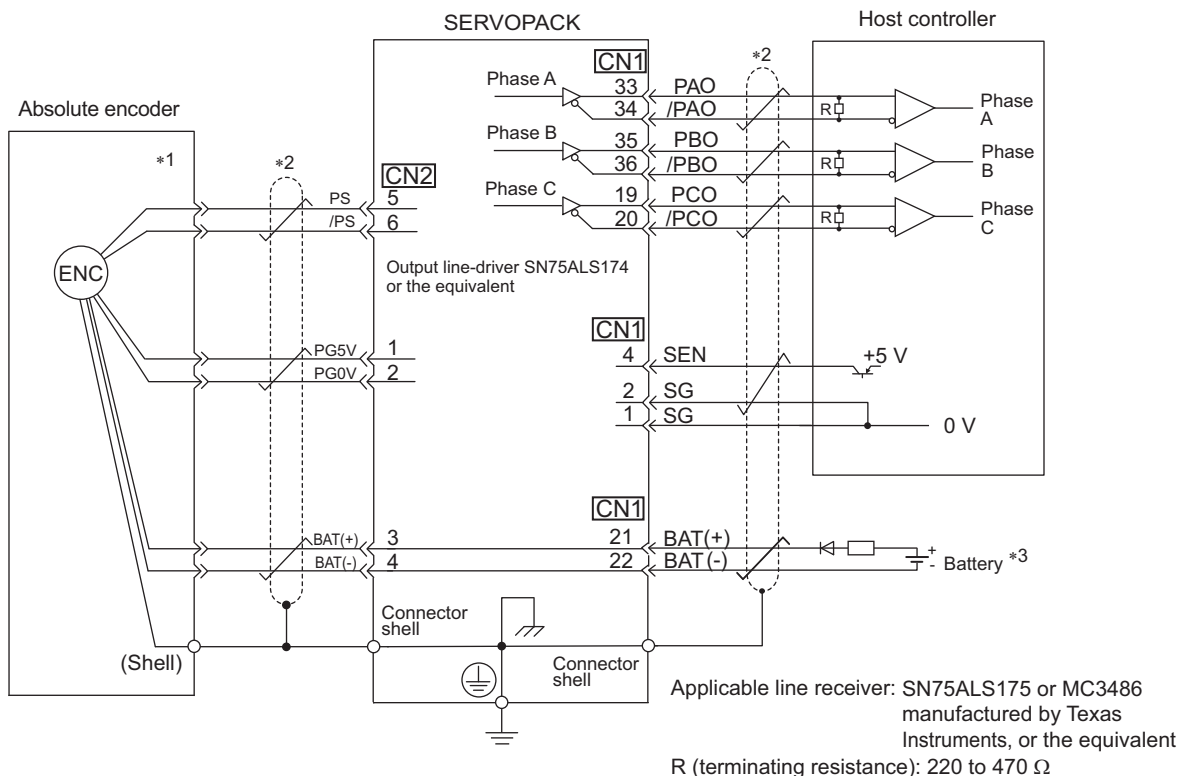 SERVOPACK
Host controller
Absolute encoder
*1
*2
CN2
PS 5
/PS 6
ENC
PG5V 1
PG0V 2
BAT(+) 3
BAT(-) 4
(Shell)
Output line-driver SN75ALS174
or the equivalent
CN1
*2
Phase A 33 PAO R Phase A
34 /PAO
Phase B 35 PBO R Phase B
36 /PBO
Phase C 19 PCO R Phase C
20 /PCO
CN1
4 SEN +5 V
2 SG
1 SG 0 V
CN1
21 BAT(+)
22 BAT (-)
+
- Battery *3
Connector
shell
Connector
shell
Applicable line receiver: SN75ALS175 or MC3486
manufactured by Texas
Instruments, or the equivalent
R (terminating resistance): 220 to 470 Ω